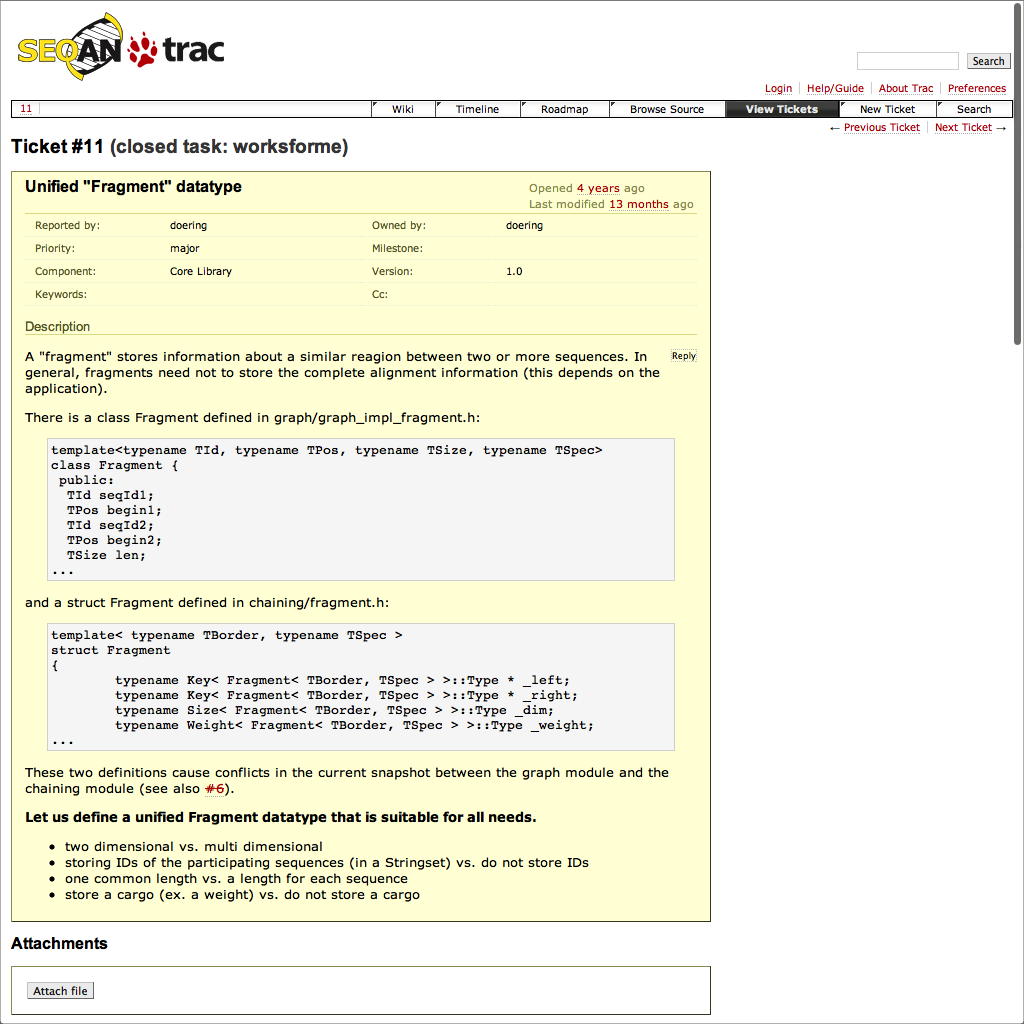 SEQAN trac
Search
Login Help/Guide About Trac Preferences
11 Wiki Timeline Roadmap Browse Source View Tickets New Ticket Search
← Previous Ticket Next Ticket →
Ticket #11 (closed task: worksforme)
Unified "Fragment" datatype
Opened 4 years ago
Last modified 13 months ago
Reported by: doering Owned by: doering
Priority: major Milestone:
Component: Core Library Version: 1.0
Keywords: Cc:
Description
Reply
A "fragment" stores information about a similar reagion between two or more sequences. In
general, fragments need not to store the complete alignment information (this depends on the
application).
There is a class Fragment defined in graph/graph_impl_fragment.h:
template<typename TId, typename TPos, typename TSize, typename TSpec>
class Fragment {
public:
TId seqId1;
TPos begin1;
TId seqId2;
TPos begin2;
TSize len;
...
and a struct Fragment defined in chaining/fragment.h:
template< typename TBorder, typename TSpec >
struct Fragment
{
typename Key< Fragment< TBorder, TSpec > >::Type * _left;
typename Key< Fragment< TBorder, TSpec > >::Type * _right;
typename Size< Fragment< TBorder, TSpec > >::Type _dim;
typename Weight< Fragment< TBorder, TSpec > >::Type _weight;
...
These two definitions cause conflicts in the current snapshot between the graph module and the
chaining module (see also #6).
Let us define a unified Fragment datatype that is suitable for all needs.
• two dimensional vs. multi dimensional
• storing IDs of the participating sequences (in a Stringset) vs. do not store IDs
• one common length vs. a length for each sequence
• store a cargo (ex. a weight) vs. do not store a cargo
Attachments
Attach file